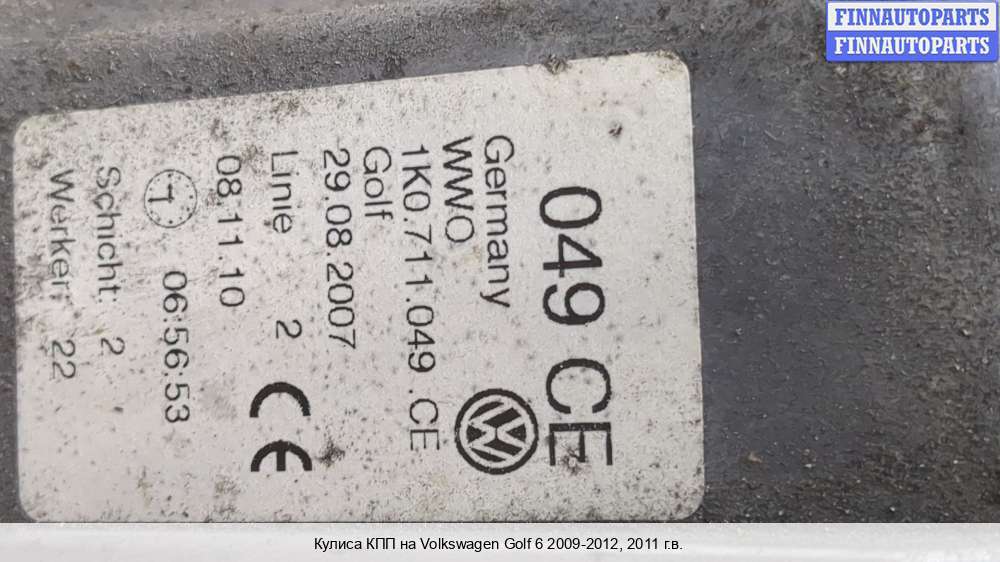 FINNAUTOPARTS
FINNAUTOPARTS
049 CE
Germany
WWO
1K0.711.049 .CE
Golf
29.08.2007
Linie 2
08.11.10
06:56:53
Schicht: 2
Werker: 22
CE
Кулиса КПП на Volkswagen Golf 6 2009-2012, 2011 г.в.